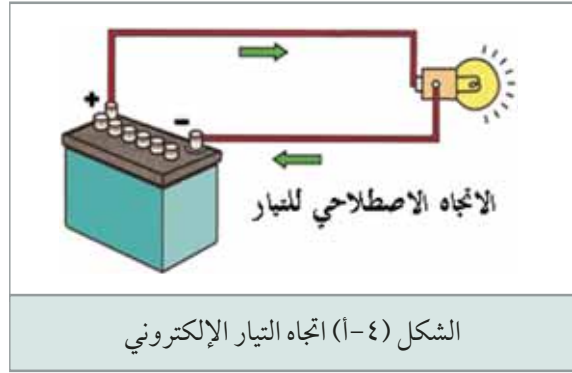 +
-
الاتجاه الاصطلاحي للتيار
الشكل (٤-أ) اتجاه التيار الإلكتروني